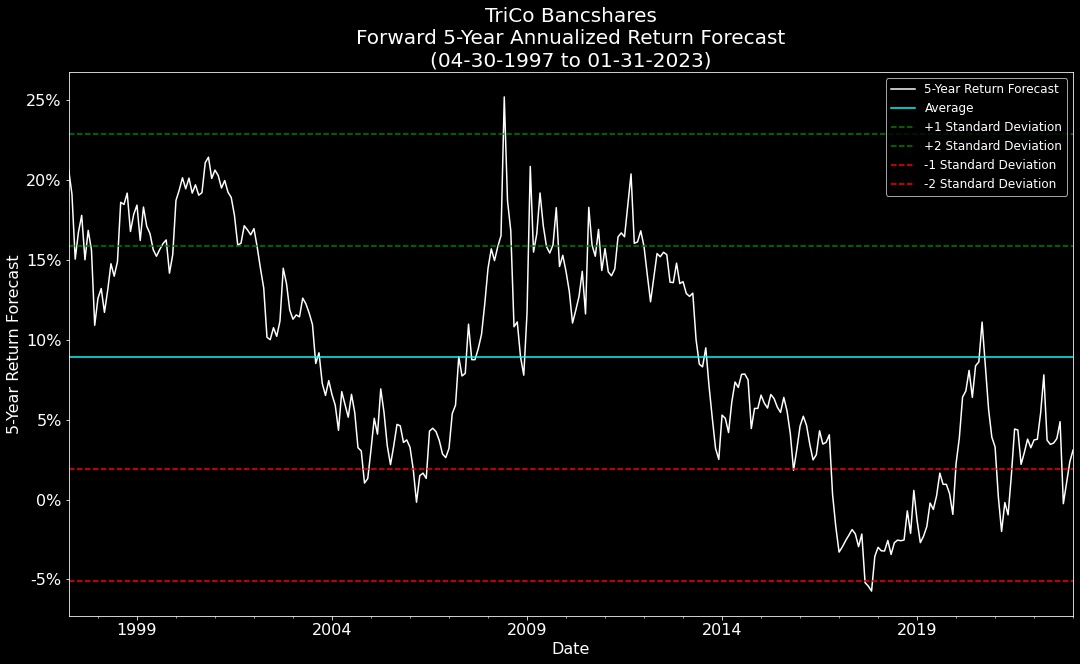 TriCo Bancshares
Forward 5-Year Annualized Return Forecast
(04-30-1997 to 01-31-2023)
5-Year Return Forecast
Average
+1 Standard Deviation
+2 Standard Deviation
-1 Standard Deviation
-2 Standard Deviation
25%
20%
15%
10%
5%
0%
-5%
5-Year Return Forecast
1999
2004
2009
2014
2019
Date